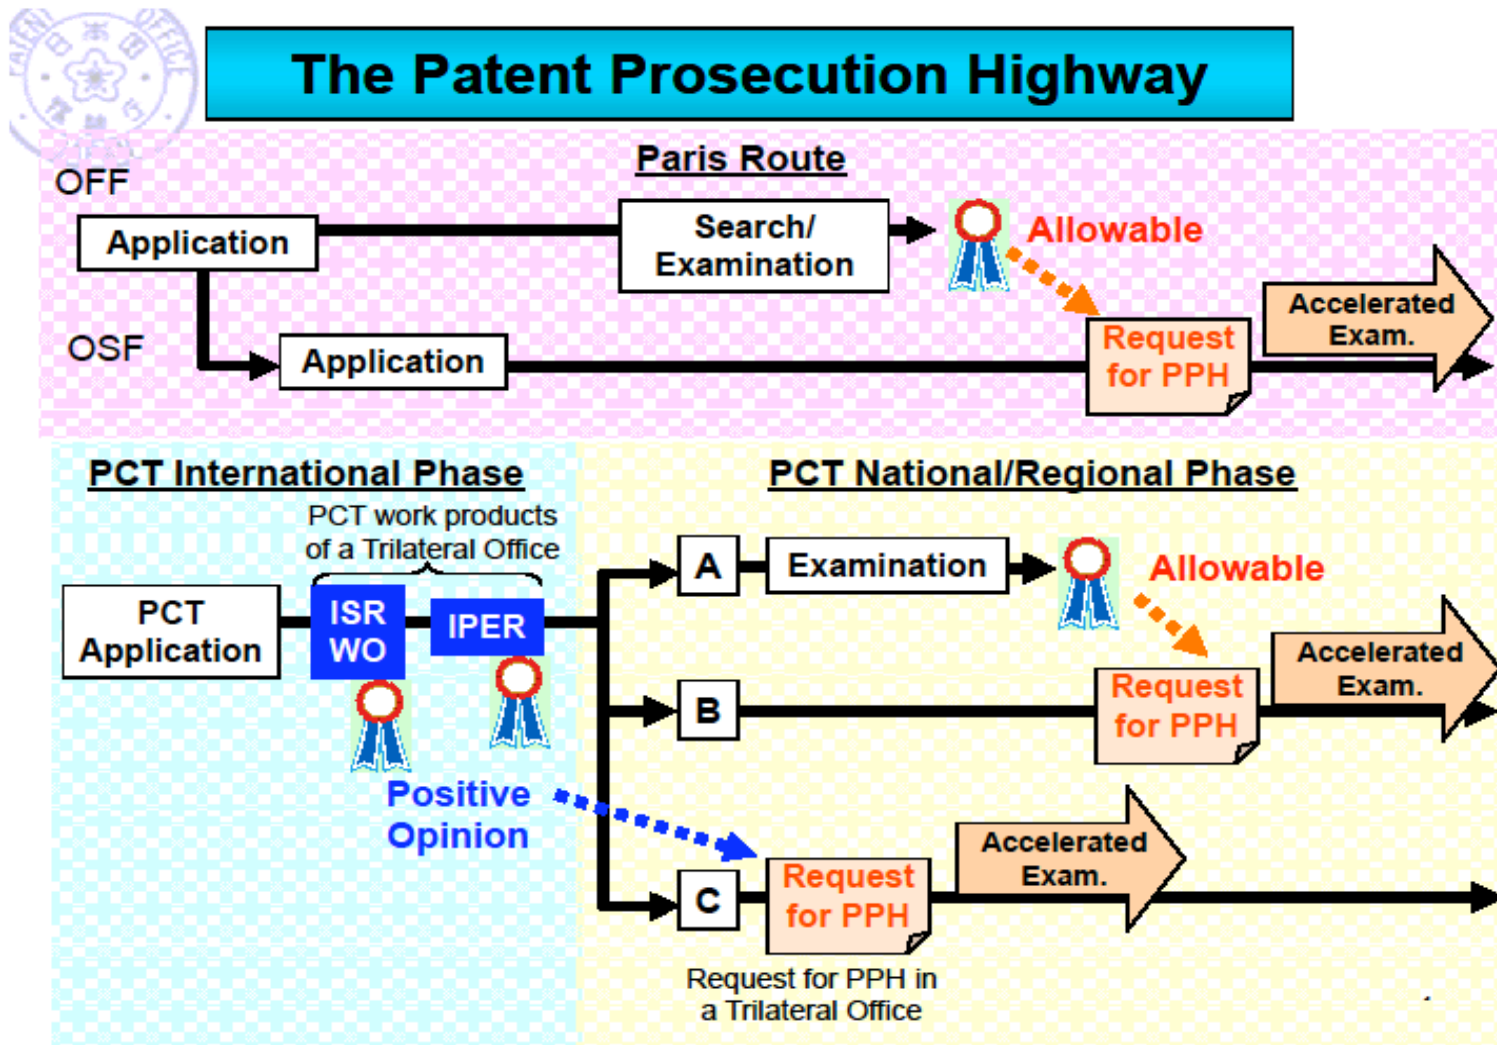 The Patent Prosecution Highway
Paris Route
OFF
Application
Search/
Examination
Allowable
OSF
Application
Request
for PPH
Accelerated
Exam.
PCT International Phase
PCT work products
of a Trilateral Office
PCT
Application
ISR
WO
IPER
Positive
Opinion
PCT National/Regional Phase
A
Examination
Allowable
B
Request
for PPH
Accelerated
Exam.
C
Request
for PPH
Accelerated
Exam.
Request for PPH in
a Trilateral Office